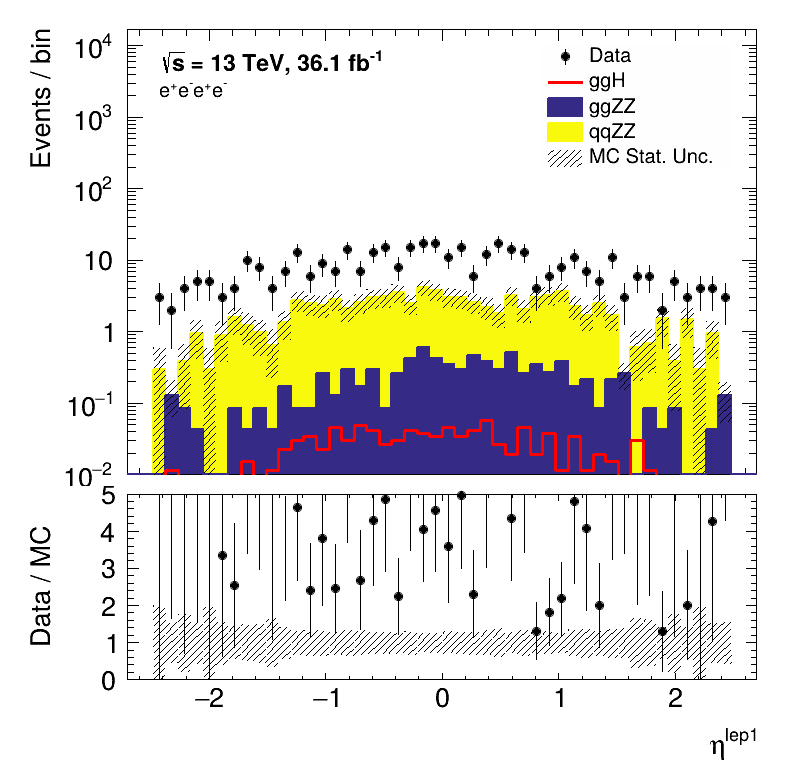 Events / bin
10⁴
10³
10²
10
1
10⁻¹
10⁻²
√s = 13 TeV, 36.1 fb⁻¹
e⁺e⁻e⁺e⁻
Data
ggH
ggZZ
qqZZ
MC Stat. Unc.
Data / MC
5
4
3
2
1
0
−2 −1 0 1 2
η^lep1